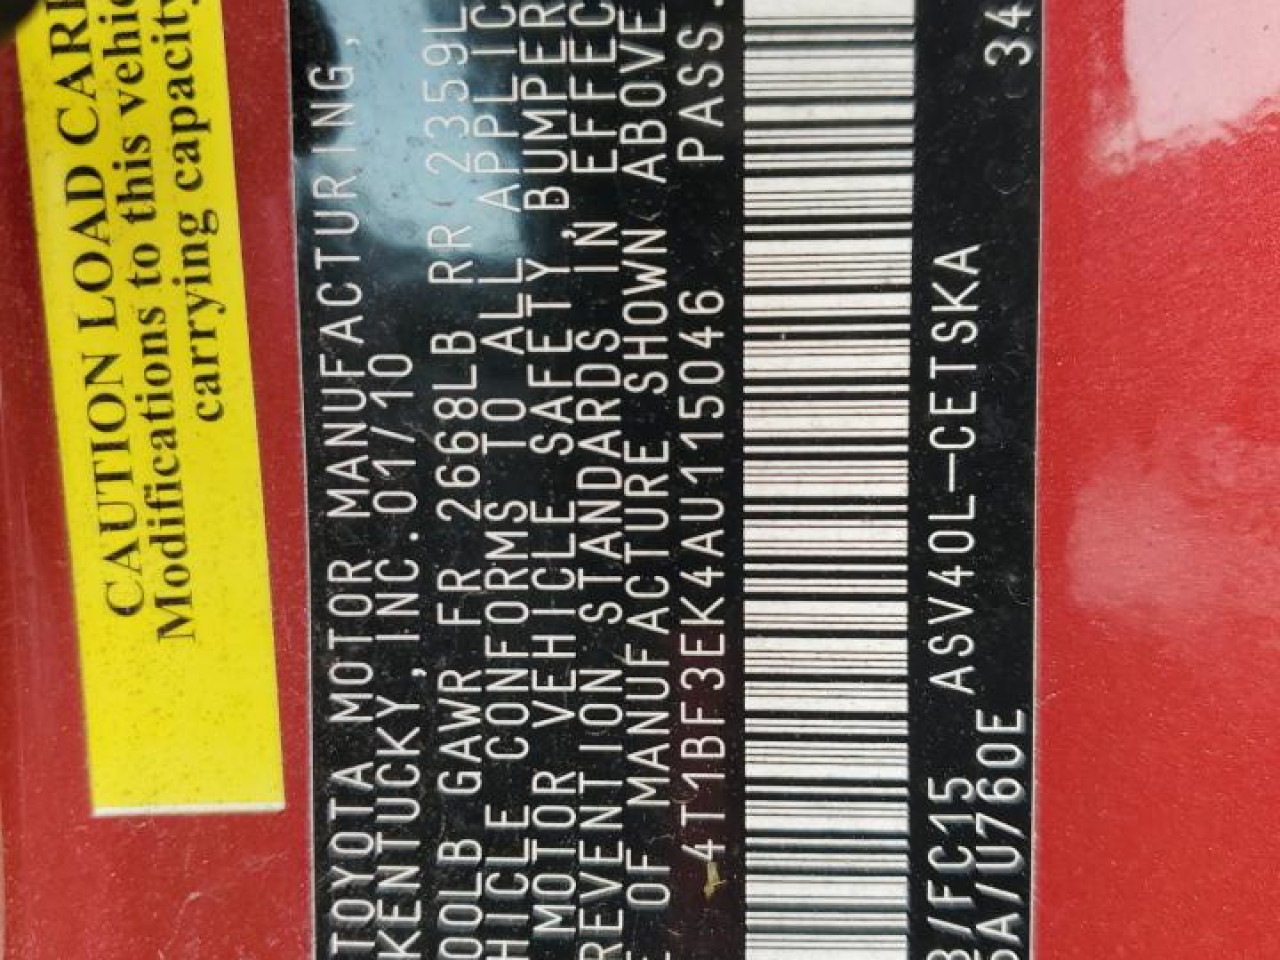 CAUTION LOAD CARR
Modifications to this vehic
carrying capacity
TOYOTA MOTOR MANUFACTURING,
KENTUCKY,INC. 01/10
00LB GAWR FR 2668LB RR 2359L
HICLE CONFORMS TO ALL APPLIC
MOTOR VEHICLE SAFETY, BUMPER
REVENTION STANDARDS IN EFFEC
E OF MANUFACTURE SHOWN ABOVE
4T1BF3EK4AU115046 PASS.
B/FC15 ASV40L-CETSKA 34
6A/U760E